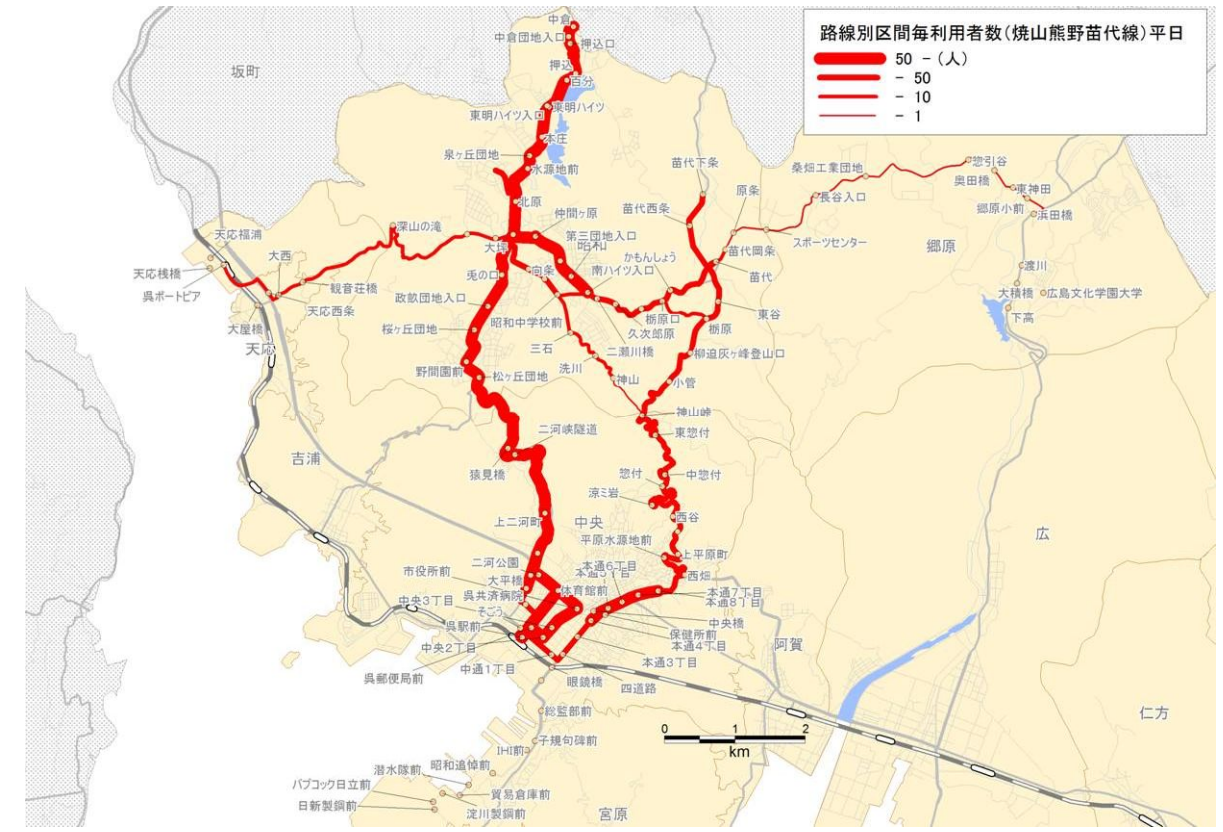 路線別区間毎利用者数(焼山熊野苗代線)平日
50 -(人)
- 50
- 10
- 1
中倉
中倉団地入口
押込口
押込
百分
坂町
東明ハイツ
東明ハイツ入口
本庄
泉ヶ丘団地
水源地前
北原
苗代下条
桑畑工業団地
惣引谷
奥田橋
東神田
長谷入口
郷原小前
浜田橋
原条
苗代西条
仲間ヶ原
深山の滝
天応福浦
大西
第三団地入口
昭和
大坪
スポーツセンター
郷原
苗代岡条
かもんしょう
苗代
天応桟橋
呉ポートピア
観音荘橋
天応西条
兎の口
向条
南ハイツ入口
渡川
大積橋
広島文化学園大学
下高
政畝団地入口
大屋橋
天応
昭和中学校前
栃原口
久次郎原
栃原
東谷
桜ヶ丘団地
三石
二瀬川橋
柳迫灰ヶ峰登山口
洗川
野間園前
松ヶ丘団地
神山
小管
神山峠
東惣付
二河峡隧道
吉浦
猿見橋
惣付
中惣付
涼ミ岩
上二河町
中央
西谷
平原水源地前
上平原町
広
二河公園
本通6丁目
本通5丁目
西畑
市役所前
大平橋
体育館前
呉共済病院
中央3丁目
本通7丁目
本通8丁目
そごう
呉駅前
中央橋
保健所前
中央2丁目
本通4丁目
阿賀
中通1丁目
本通3丁目
呉郵便局前
眼鏡橋
四道路
総監部前
0 1 2
km
仁方
子規句碑前
IHI前
昭和追悼前
潜水隊前
バブコック日立前
貿易倉庫前
日新製鋼前
淀川製鋼前
宮原